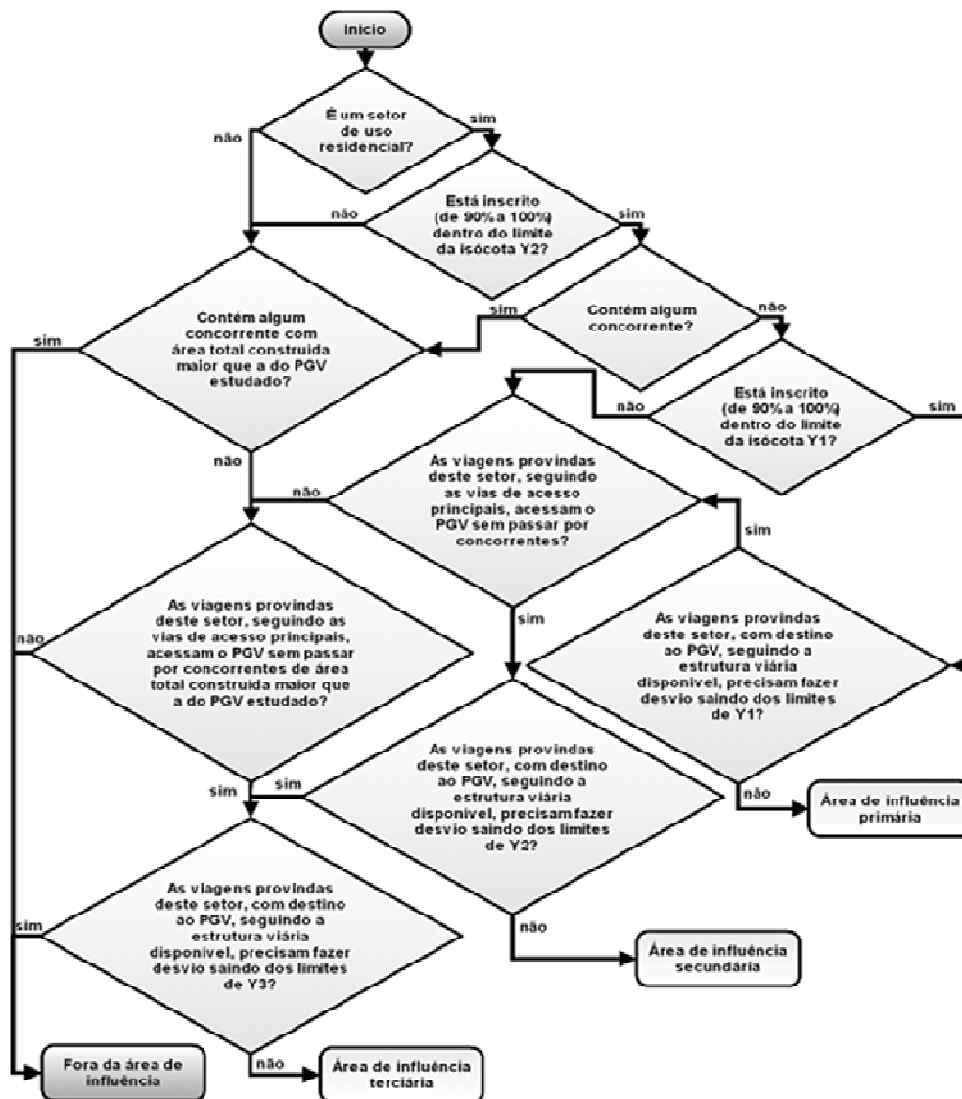 Início
É um setor
de uso
residencial?
não
sim
Está inscrito
(de 90% a 100%)
dentro do limite
da isócota Y2?
não
sim
Contém algum
concorrente com
área total construida
maior que a do PGV
estudado?
sim
não
Contém algum
concorrente?
sim
não
Está inscrito
(de 90% a 100%)
dentro do limite
da isócota Y1?
não
sim
As viagens provindas
deste setor, seguindo
as vias de acesso
principais, acessam o
PGV sem passar por
concorrentes?
não
sim
As viagens provindas
deste setor, seguindo as
vias de acesso principais,
acessam o PGV sem passar
por concorrentes de área
total construida maior que
a do PGV estudado?
não
sim
As viagens provindas
deste setor, com destino
ao PGV, seguindo a
estrutura viária
disponivel, precisam fazer
desvio saindo dos limites
de Y1?
sim
não
Área de influência
primária
As viagens provindas
deste setor, com destino
ao PGV, seguindo a
estrutura viária
disponivel, precisam fazer
desvio saindo dos limites
de Y2?
sim
não
Área de influência
secundária
As viagens provindas
deste setor, com destino
ao PGV, seguindo a
estrutura viária
disponivel, precisam fazer
desvio saindo dos limites
de Y3?
sim
não
Fora da área de
influência
Área de influência
terciária